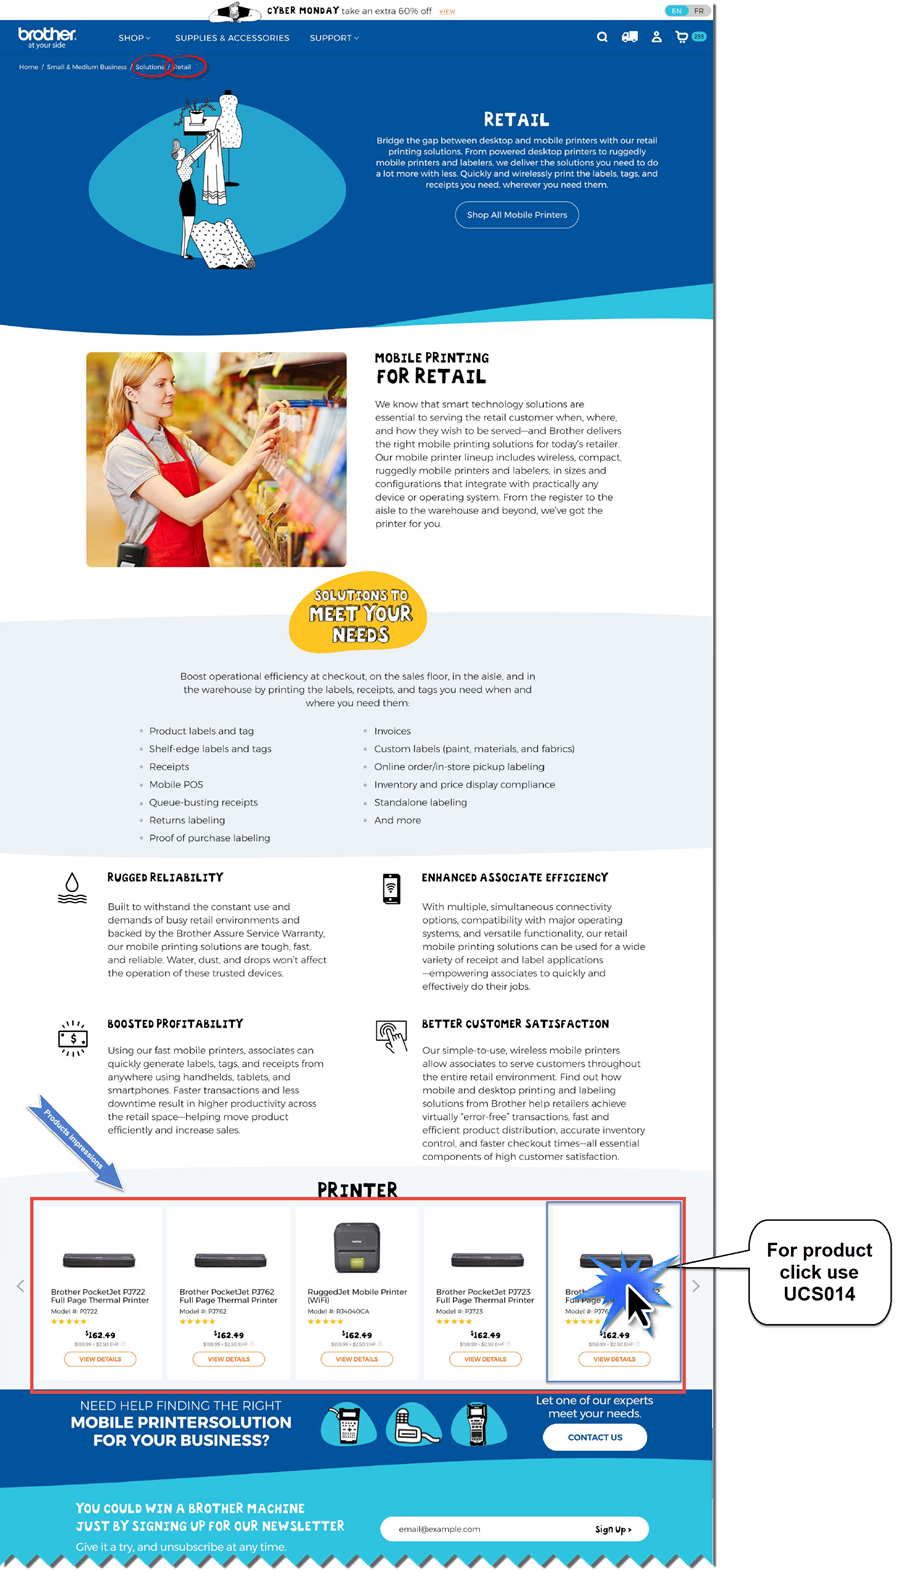 CYBER MONDAY take an extra 60% off VIEW
EN FR
brother
at your side
SHOP
SUPPLIES & ACCESSORIES
SUPPORT
Home / Small & Medium Business / Solutions / Retail
RETAIL
Bridge the gap between desktop and mobile printers with our retail
printing solutions. From powered desktop printers to ruggedly
mobile printers and labelers, we deliver the solutions you need to do
a lot more with less. Quickly and wirelessly print the labels, tags, and
receipts you need, wherever you need them.
Shop All Mobile Printers
MOBILE PRINTING
FOR RETAIL
We know that smart technology solutions are
essential to serving the retail customer when, where,
and how they wish to be served—and Brother delivers
the right mobile printing solutions for today's retailer.
Our mobile printer lineup includes wireless, compact,
ruggedly mobile printers and labelers, in sizes and
configurations that integrate with practically any
device or operating system. From the register to the
aisle to the warehouse and beyond, we've got the
printer for you.
SOLUTIONS TO
MEET YOUR
NEEDS
Boost operational efficiency at checkout, on the sales floor, in the aisle, and in
the warehouse by printing the labels, receipts, and tags you need when and
where you need them:
Product labels and tag
Shelf-edge labels and tags
Receipts
Mobile POS
Queue-busting receipts
Returns labeling
Proof of purchase labeling
Invoices
Custom labels (paint, materials, and fabrics)
Online order/in-store pickup labeling
Inventory and price display compliance
Standalone labeling
And more
RUGGED RELIABILITY
Built to withstand the constant use and
demands of busy retail environments and
backed by the Brother Assure Service Warranty,
our mobile printing solutions are tough, fast,
and reliable. Water, dust, and drops won't affect
the operation of these trusted devices.
ENHANCED ASSOCIATE EFFICIENCY
With multiple, simultaneous connectivity
options, compatibility with major operating
systems, and versatile functionality, our retail
mobile printing solutions can be used for a wide
variety of receipt and label applications
—empowering associates to quickly and
effectively do their jobs.
BOOSTED PROFITABILITY
Using our fast mobile printers, associates can
quickly generate labels, tags, and receipts from
anywhere using handhelds, tablets, and
smartphones. Faster transactions and less
downtime result in higher productivity across
the retail space—helping move product
efficiently and increase sales.
BETTER CUSTOMER SATISFACTION
Our simple-to-use, wireless mobile printers
allow associates to serve customers throughout
the entire retail environment. Find out how
mobile and desktop printing and labeling
solutions from Brother help retailers achieve
virtually "error-free" transactions, fast and
efficient product distribution, accurate inventory
control, and faster checkout times—all essential
components of high customer satisfaction.
Products impressions
PRINTER
Brother PocketJet PJ722
Full Page Thermal Printer
Model #: PJ722
$162.49
$159.99 + $2.50 EHF
VIEW DETAILS
Brother PocketJet PJ762
Full Page Thermal Printer
Model #: PJ762
$162.49
$159.99 + $2.50 EHF
VIEW DETAILS
RuggedJet Mobile Printer
(WiFi)
Model #: RJ4040CA
$162.49
$159.99 + $2.50 EHF
VIEW DETAILS
Brother PocketJet PJ723
Full Page Thermal Printer
Model #: PJ723
$162.49
$159.99 + $2.50 EHF
VIEW DETAILS
Brother
Full Page
Model #:
$162.49
$159.99 + $2.50 EHF
VIEW DETAILS
For product
click use
UCS014
NEED HELP FINDING THE RIGHT
MOBILE PRINTERSOLUTION
FOR YOUR BUSINESS?
Let one of our experts
meet your needs.
CONTACT US
YOU COULD WIN A BROTHER MACHINE
JUST BY SIGNING UP FOR OUR NEWSLETTER
Give it a try, and unsubscribe at any time.
email@example.com
Sign Up >